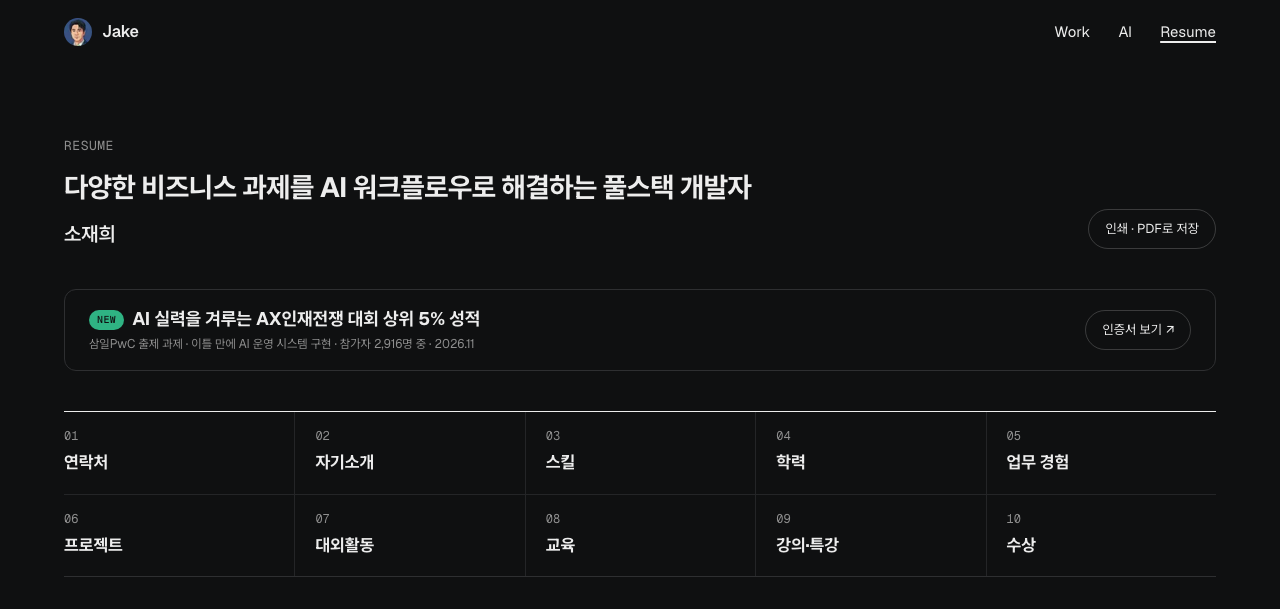 Jake
Work
AI
Resume
RESUME
다양한 비즈니스 과제를 AI 워크플로우로 해결하는 풀스택 개발자
소재희
인쇄 · PDF로 저장
NEW
AI 실력을 겨루는 AX인재전쟁 대회 상위 5% 성적
삼일PwC 출제 과제 · 이틀 만에 AI 운영 시스템 구현 · 참가자 2,916명 중 · 2026.11
인증서 보기 ↗
01
연락처
02
자기소개
03
스킬
04
학력
05
업무 경험
06
프로젝트
07
대외활동
08
교육
09
강의·특강
10
수상